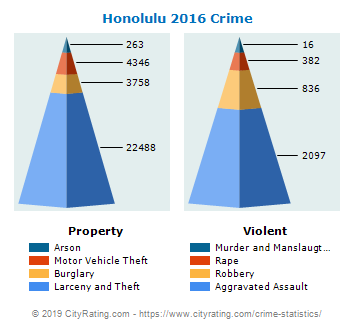 Honolulu 2016 Crime
263
4346
3758
22488
16
382
836
2097
Property
Arson
Motor Vehicle Theft
Burglary
Larceny and Theft
Violent
Murder and Manslaugt...
Rape
Robbery
Aggravated Assault
© 2019 CityRating.com - https://www.cityrating.com/crime-statistics/